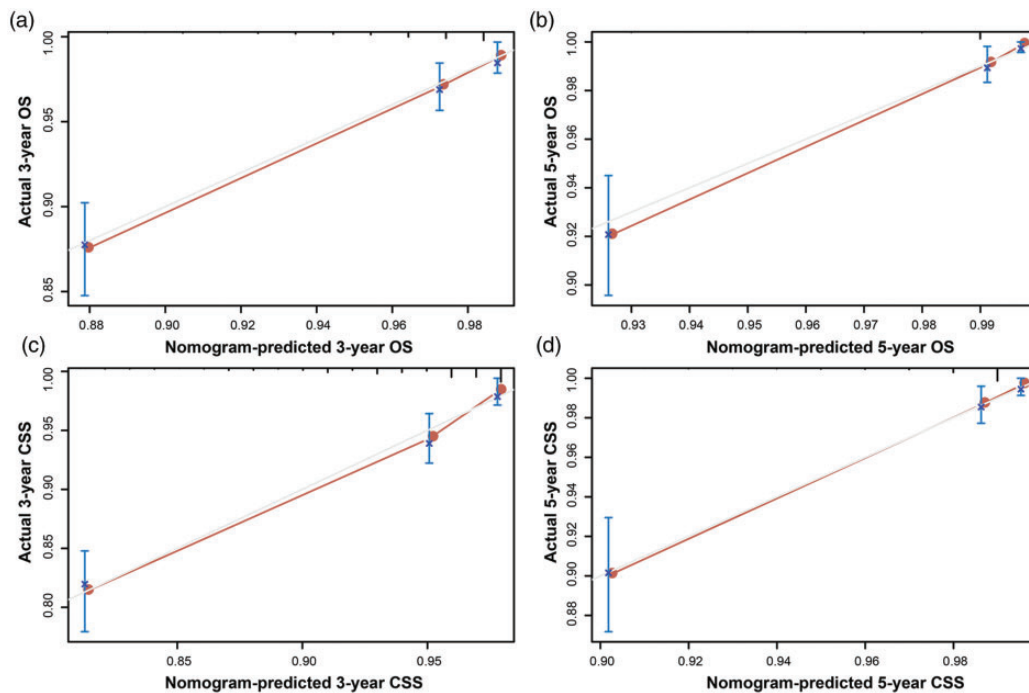 (a)
1.00
0.95
0.90
0.85
Actual 3-year OS
0.88 0.90 0.92 0.94 0.96 0.98
Nomogram-predicted 3-year OS
(b)
1.00
0.98
0.96
0.94
0.92
0.90
Actual 5-year OS
0.93 0.94 0.95 0.96 0.97 0.98 0.99
Nomogram-predicted 5-year OS
(c)
1.00
0.95
0.90
0.85
0.80
Actual 3-year CSS
0.85 0.90 0.95
Nomogram-predicted 3-year CSS
(d)
1.00
0.98
0.96
0.94
0.92
0.90
0.88
Actual 5-year CSS
0.90 0.92 0.94 0.96 0.98
Nomogram-predicted 5-year CSS